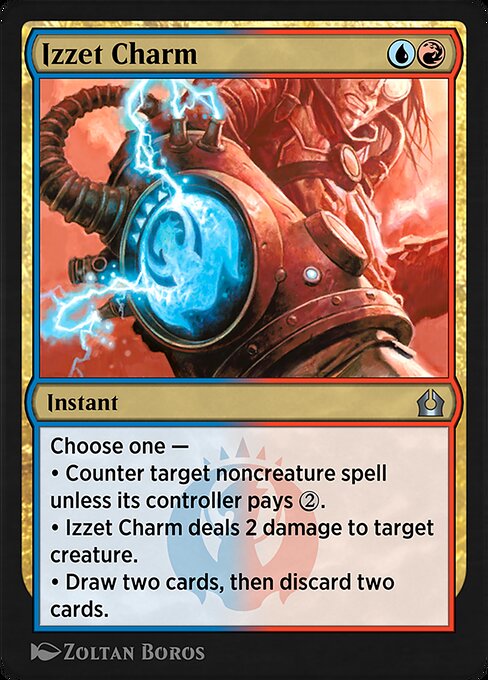 Izzet Charm
Instant
Choose one —
• Counter target noncreature spell
unless its controller pays ②.
• Izzet Charm deals 2 damage to target
creature.
• Draw two cards, then discard two
cards.
Zoltan Boros